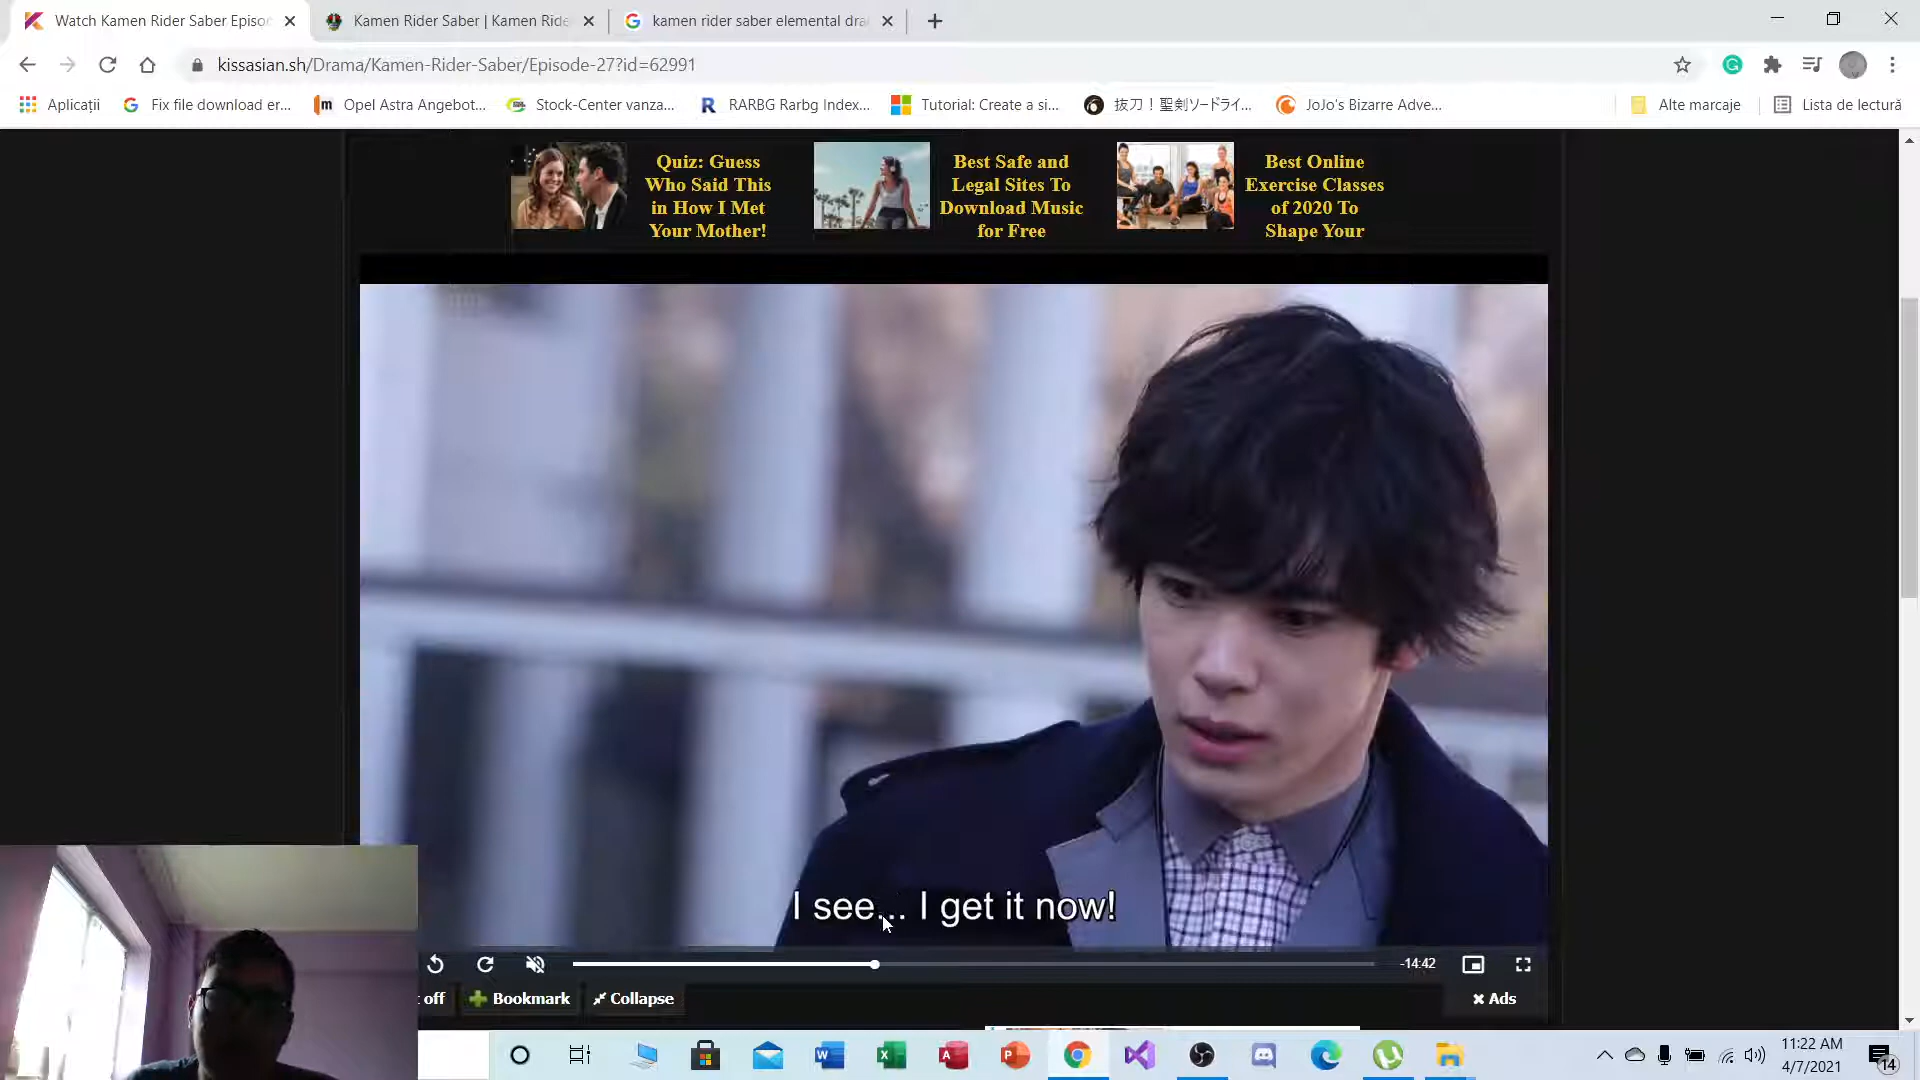 Watch Kamen Rider Saber Episo
Kamen Rider Saber | Kamen Ride
kamen rider saber elemental dra
kissasian.sh/Drama/Kamen-Rider-Saber/Episode-27?id=62991
Aplicații
Fix file download er...
Opel Astra Angebot...
Stock-Center vanza...
RARBG Rarbg Index...
Tutorial: Create a si...
抜刀！聖剣ソードライ...
JoJo's Bizarre Adve...
Alte marcaje
Lista de lectură
Quiz: Guess
Who Said This
in How I Met
Your Mother!
Best Safe and
Legal Sites To
Download Music
for Free
Best Online
Exercise Classes
of 2020 To
Shape Your
I see... I get it now!
-14:42
off
Bookmark
Collapse
Ads
11:22 AM
4/7/2021
14